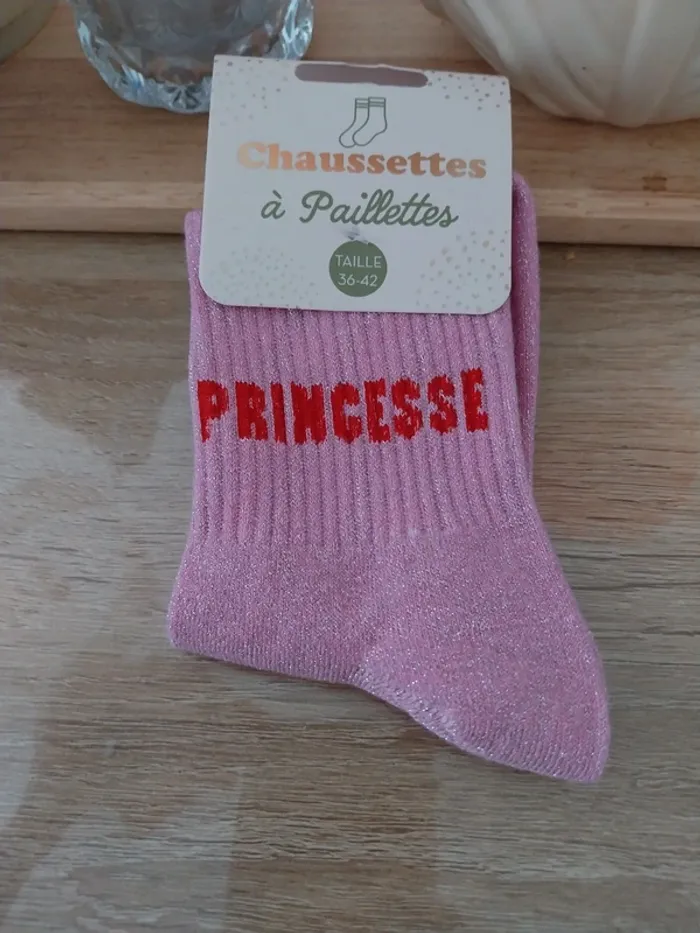 Chaussettes
à Paillettes
TAILLE
36-42
PRINCESSE